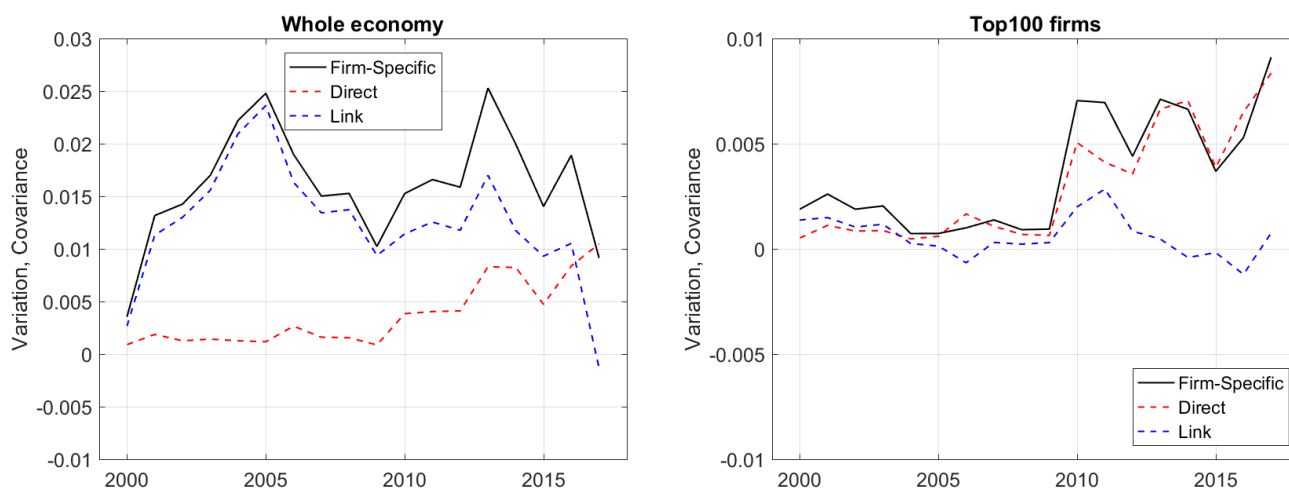 Whole economy
Variation, Covariance
0.03
0.025
0.02
0.015
0.01
0.005
0
-0.005
-0.01
2000
2005
2010
2015
Firm-Specific
Direct
Link
Top100 firms
Variation, Covariance
0.01
0.005
0
-0.005
-0.01
2000
2005
2010
2015
Firm-Specific
Direct
Link